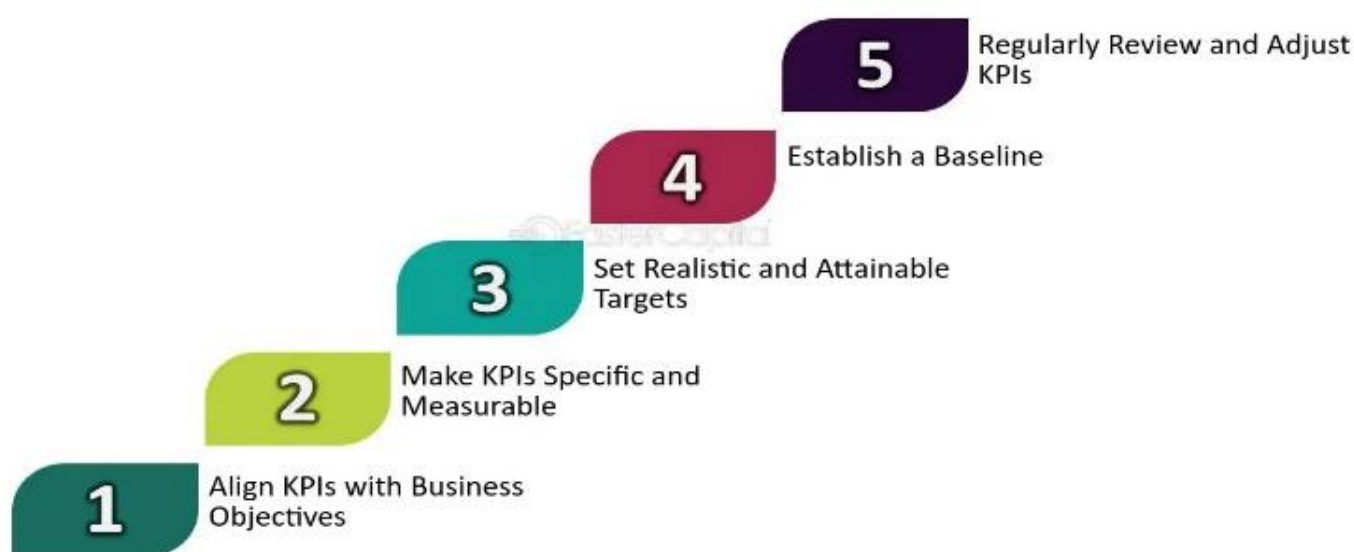 5
Regularly Review and Adjust
KPIs
4
Establish a Baseline
FasterCapital
3
Set Realistic and Attainable
Targets
2
Make KPIs Specific and
Measurable
1
Align KPIs with Business
Objectives